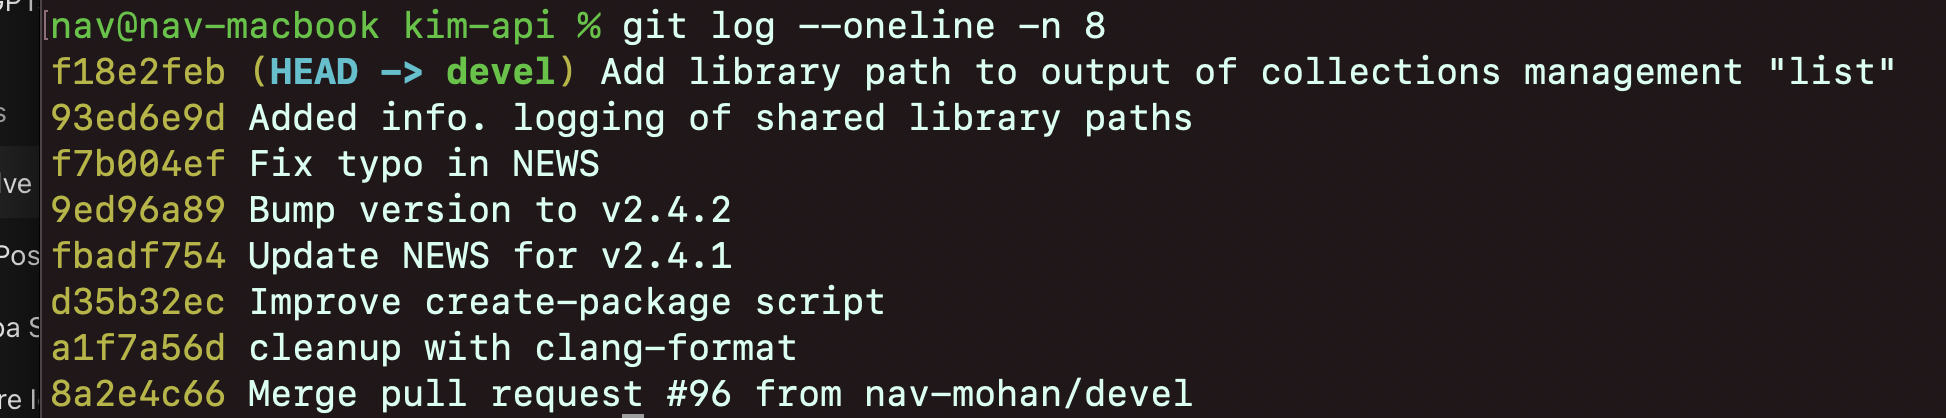 nav@nav-macbook kim-api % git log --oneline -n 8
f18e2feb (HEAD -> devel) Add library path to output of collections management "list"
93ed6e9d Added info. logging of shared library paths
f7b004ef Fix typo in NEWS
9ed96a89 Bump version to v2.4.2
fbadf754 Update NEWS for v2.4.1
d35b32ec Improve create-package script
a1f7a56d cleanup with clang-format
8a2e4c66 Merge pull request #96 from nav-mohan/devel